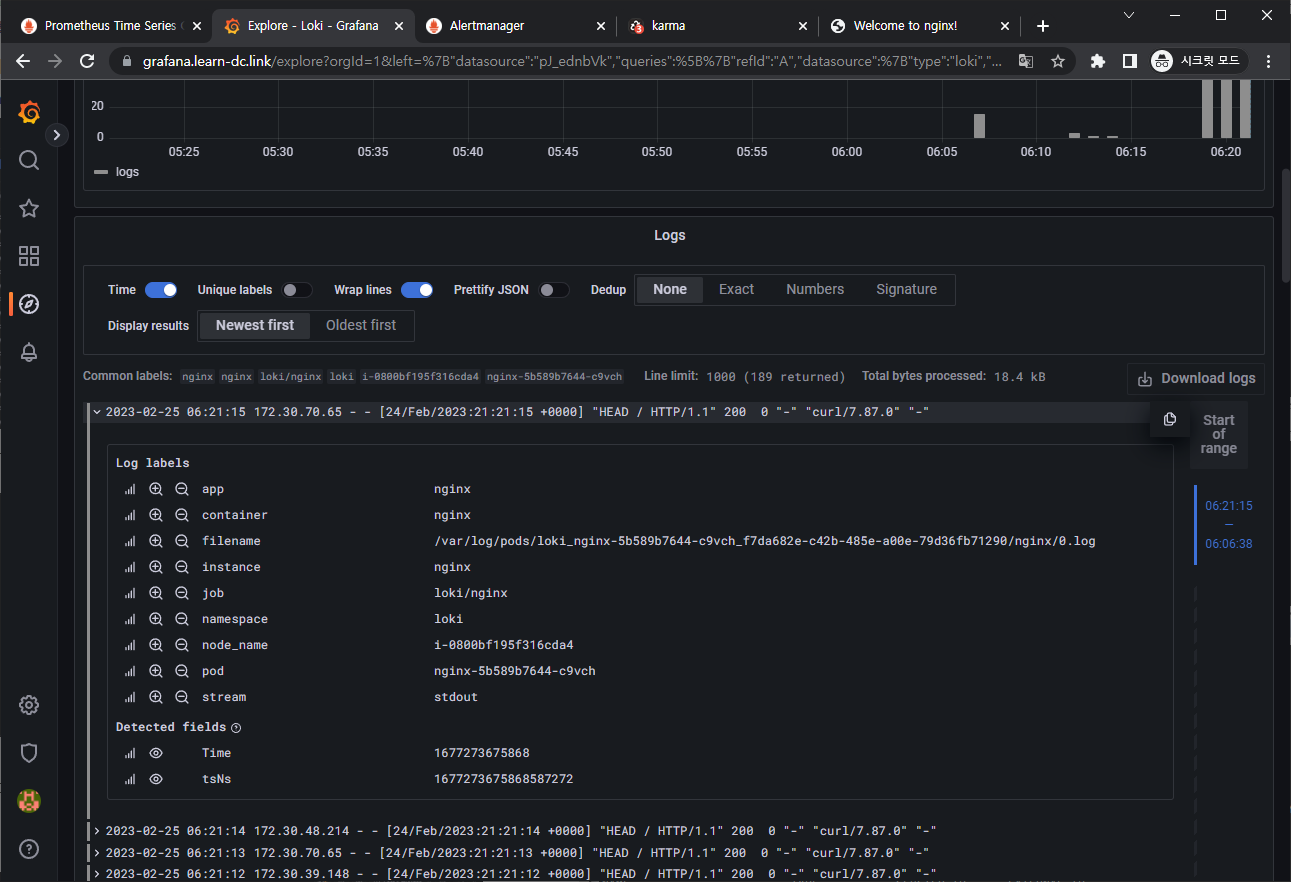 Prometheus Time Series
Explore - Loki - Grafana
Alertmanager
karma
Welcome to nginx!
grafana.learn-dc.link/explore?orgId=1&left=%7B"datasource":"pJ_ednbVk","queries":%5B%7B"refId":"A","datasource":%7B"type":"loki","...
시크릿 모드
20
0
05:25 05:30 05:35 05:40 05:45 05:50 05:55 06:00 06:05 06:10 06:15 06:20
logs
Logs
Time Unique labels Wrap lines Prettify JSON Dedup None Exact Numbers Signature
Display results Newest first Oldest first
Common labels: nginx nginx loki/nginx loki i-0800bf195f316cda4 nginx-5b589b7644-c9vch Line limit: 1000 (189 returned) Total bytes processed: 18.4 kB Download logs
2023-02-25 06:21:15 172.30.70.65 - - [24/Feb/2023:21:21:15 +0000] "HEAD / HTTP/1.1" 200 0 "-" "curl/7.87.0" "-"
Start
of
range
06:21:15
—
06:06:38
Log labels
app nginx
container nginx
filename /var/log/pods/loki_nginx-5b589b7644-c9vch_f7da682e-c42b-485e-a00e-79d36fb71290/nginx/0.log
instance nginx
job loki/nginx
namespace loki
node_name i-0800bf195f316cda4
pod nginx-5b589b7644-c9vch
stream stdout
Detected fields
Time 1677273675868
tsNs 1677273675868587272
2023-02-25 06:21:14 172.30.48.214 - - [24/Feb/2023:21:21:14 +0000] "HEAD / HTTP/1.1" 200 0 "-" "curl/7.87.0" "-"
2023-02-25 06:21:13 172.30.70.65 - - [24/Feb/2023:21:21:13 +0000] "HEAD / HTTP/1.1" 200 0 "-" "curl/7.87.0" "-"
2023-02-25 06:21:12 172.30.39.148 - - [24/Feb/2023:21:21:12 +0000] "HEAD / HTTP/1.1" 200 0 "-" "curl/7.87.0" "-"